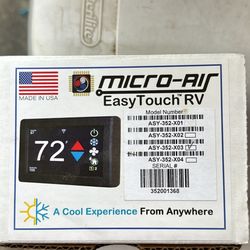 MICRO-AIR
MADE IN USA
EasyTouch™ RV
Model Number
ASY-352-X01
ASY-352-X02
ASY-352-X03
ASY-352-X04
SERIAL #
352001368
72°
A Cool Experience From Anywhere